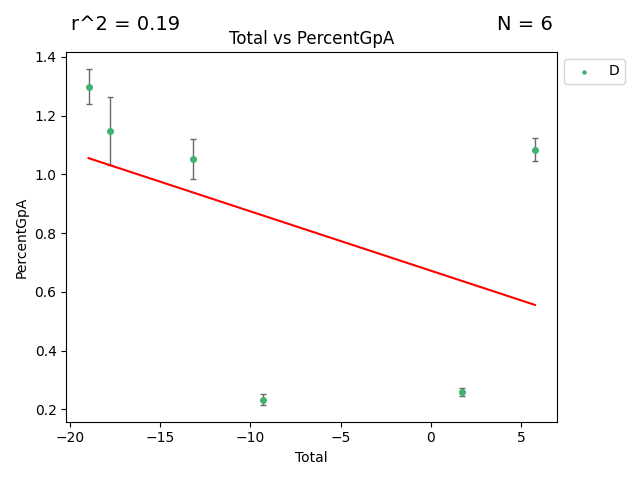 r^2 = 0.19
N = 6
Total vs PercentGpA
D
PercentGpA
1.4
1.2
1.0
0.8
0.6
0.4
0.2
−20
−15
−10
−5
0
5
Total